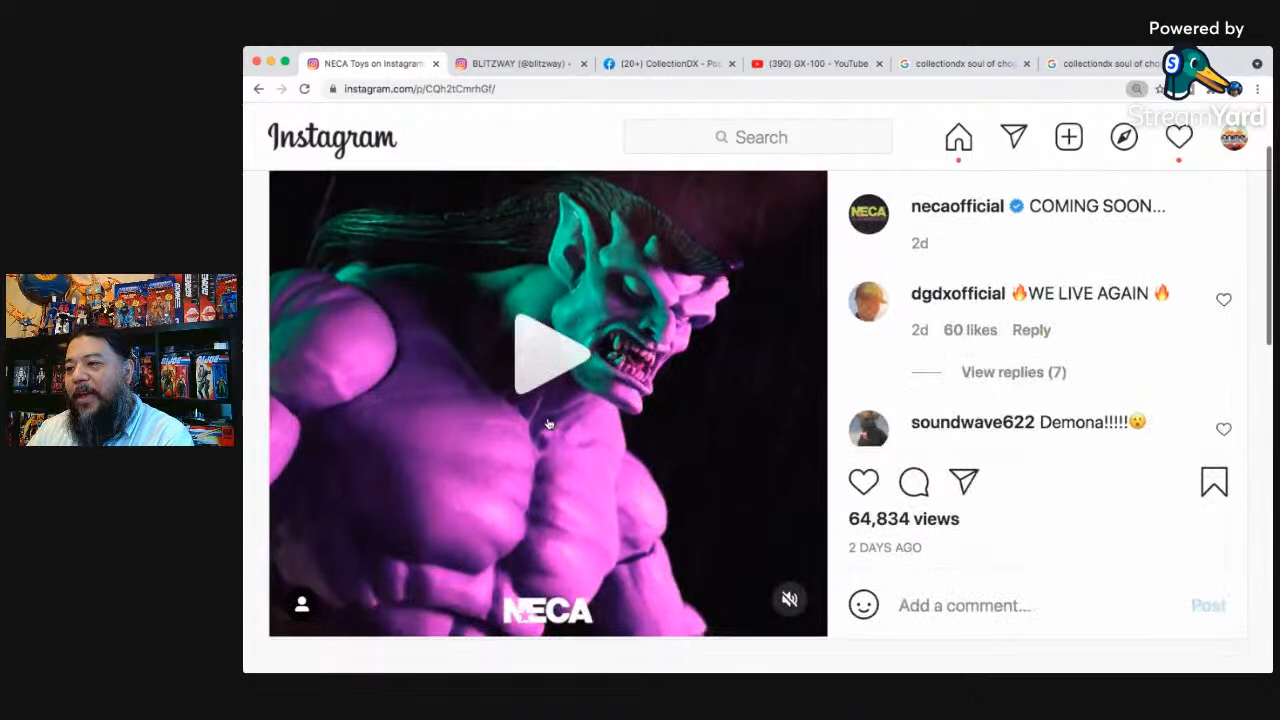 Powered by
StreamYard
NECA Toys on Instagram
BLITZWAY (@blitzway) •
(20+) CollectionDX - Po
(390) GX-100 - YouTube
collectiondx soul of cho
collectiondx soul of cho
instagram.com/p/CQh2tCmrhGf/
Instagram
Search
NECA
necaofficial COMING SOON...
2d
dgdxofficial 🔥WE LIVE AGAIN 🔥
2d 60 likes Reply
View replies (7)
soundwave622 Demona!!!!!😮
64,834 views
2 DAYS AGO
Add a comment... Post
NECA
GIJOE